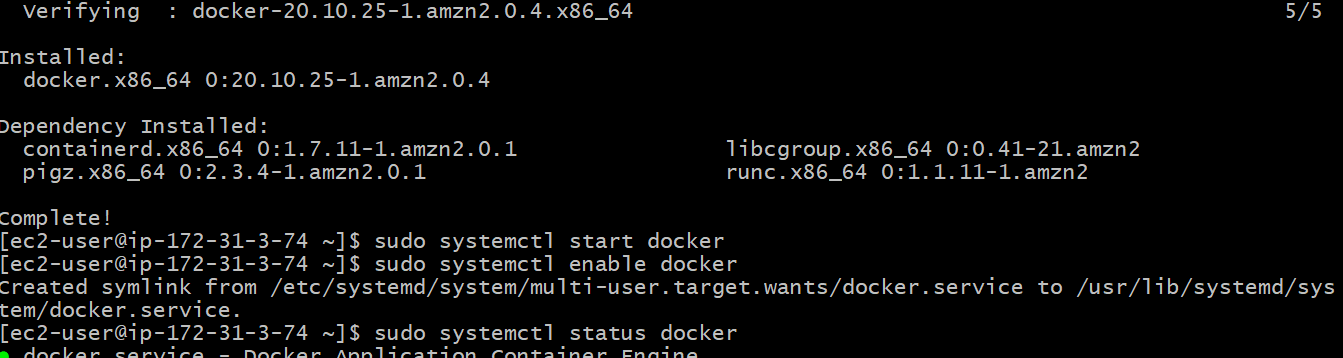 Verifying  : docker-20.10.25-1.amzn2.0.4.x86_64                                                  5/5
Installed:
  docker.x86_64 0:20.10.25-1.amzn2.0.4
Dependency Installed:
  containerd.x86_64 0:1.7.11-1.amzn2.0.1                libcgroup.x86_64 0:0.41-21.amzn2
  pigz.x86_64 0:2.3.4-1.amzn2.0.1                       runc.x86_64 0:1.1.11-1.amzn2
Complete!
[ec2-user@ip-172-31-3-74 ~]$ sudo systemctl start docker
[ec2-user@ip-172-31-3-74 ~]$ sudo systemctl enable docker
Created symlink from /etc/systemd/system/multi-user.target.wants/docker.service to /usr/lib/systemd/sys
tem/docker.service.
[ec2-user@ip-172-31-3-74 ~]$ sudo systemctl status docker
● docker.service - Docker Application Container Engine